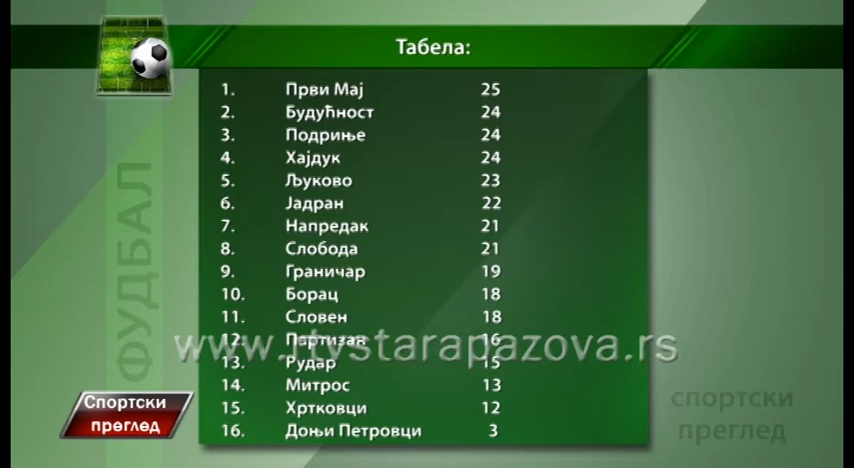 Табела:
1. Први Мај 25
2. Будућност 24
3. Подриње 24
4. Хајдук 24
5. Љуково 23
6. Јадран 22
7. Напредак 21
8. Слобода 21
9. Граничар 19
10. Борац 18
11. Словен 18
12. Партизан 16
www.rtvstarapazova.rs
13. Рудар 15
14. Митрос 13
15. Хртковци 12
16. Доњи Петровци 3
ФУДБАЛ
Спортски
преглед
спортски
преглед